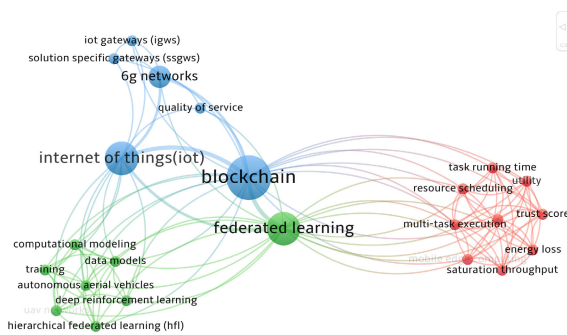 iot gateways (igws)
solution specific gateways (ssgws)
6g networks
quality of service
internet of things(iot)
blockchain
federated learning
task running time
utility
resource scheduling
trust score
multi-task execution
energy loss
saturation throughput
computational modeling
data models
training
autonomous aerial vehicles
deep reinforcement learning
hierarchical federated learning (hfl)